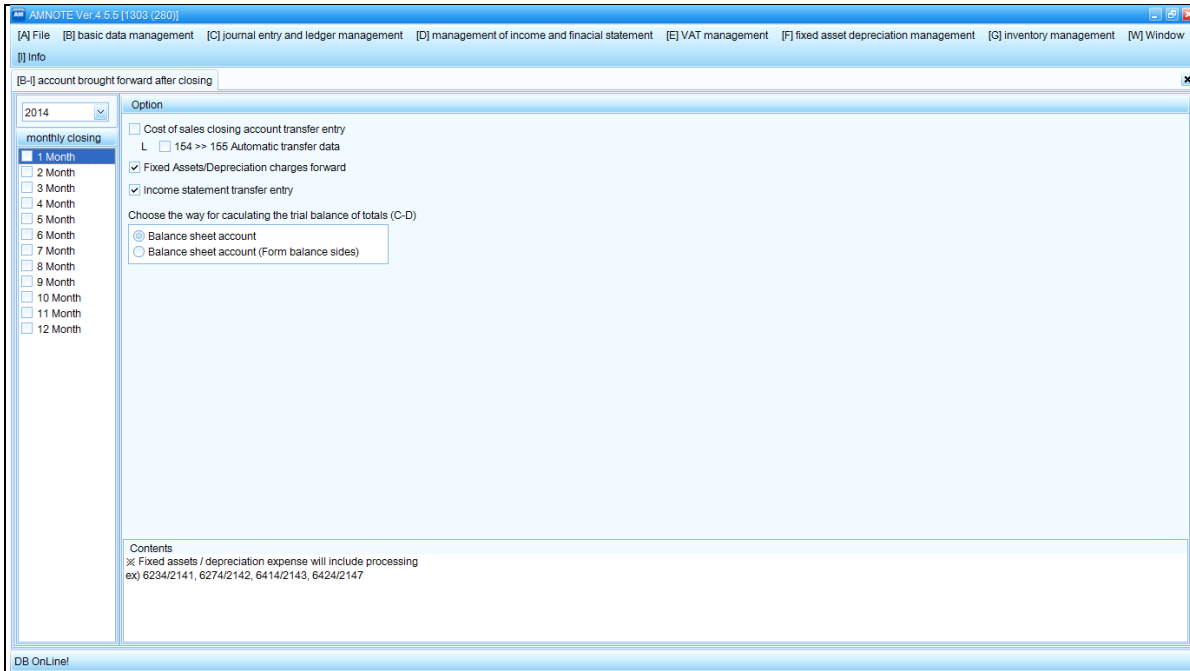 AM AMNOTE Ver.4.5.5 [1303 (280)]
[A] File [B] basic data management [C] journal entry and ledger management [D] management of income and finacial statement [E] VAT management [F] fixed asset depreciation management [G] inventory management [W] Window
[I] Info
[B-I] account brought forward after closing
2014
monthly closing
1 Month
2 Month
3 Month
4 Month
5 Month
6 Month
7 Month
8 Month
9 Month
10 Month
11 Month
12 Month
Option
Cost of sales closing account transfer entry
L 154 >> 155 Automatic transfer data
Fixed Assets/Depreciation charges forward
Income statement transfer entry
Choose the way for caculating the trial balance of totals (C-D)
Balance sheet account
Balance sheet account (Form balance sides)
Contents
※ Fixed assets / depreciation expense will include processing
ex) 6234/2141, 6274/2142, 6414/2143, 6424/2147
DB OnLine!